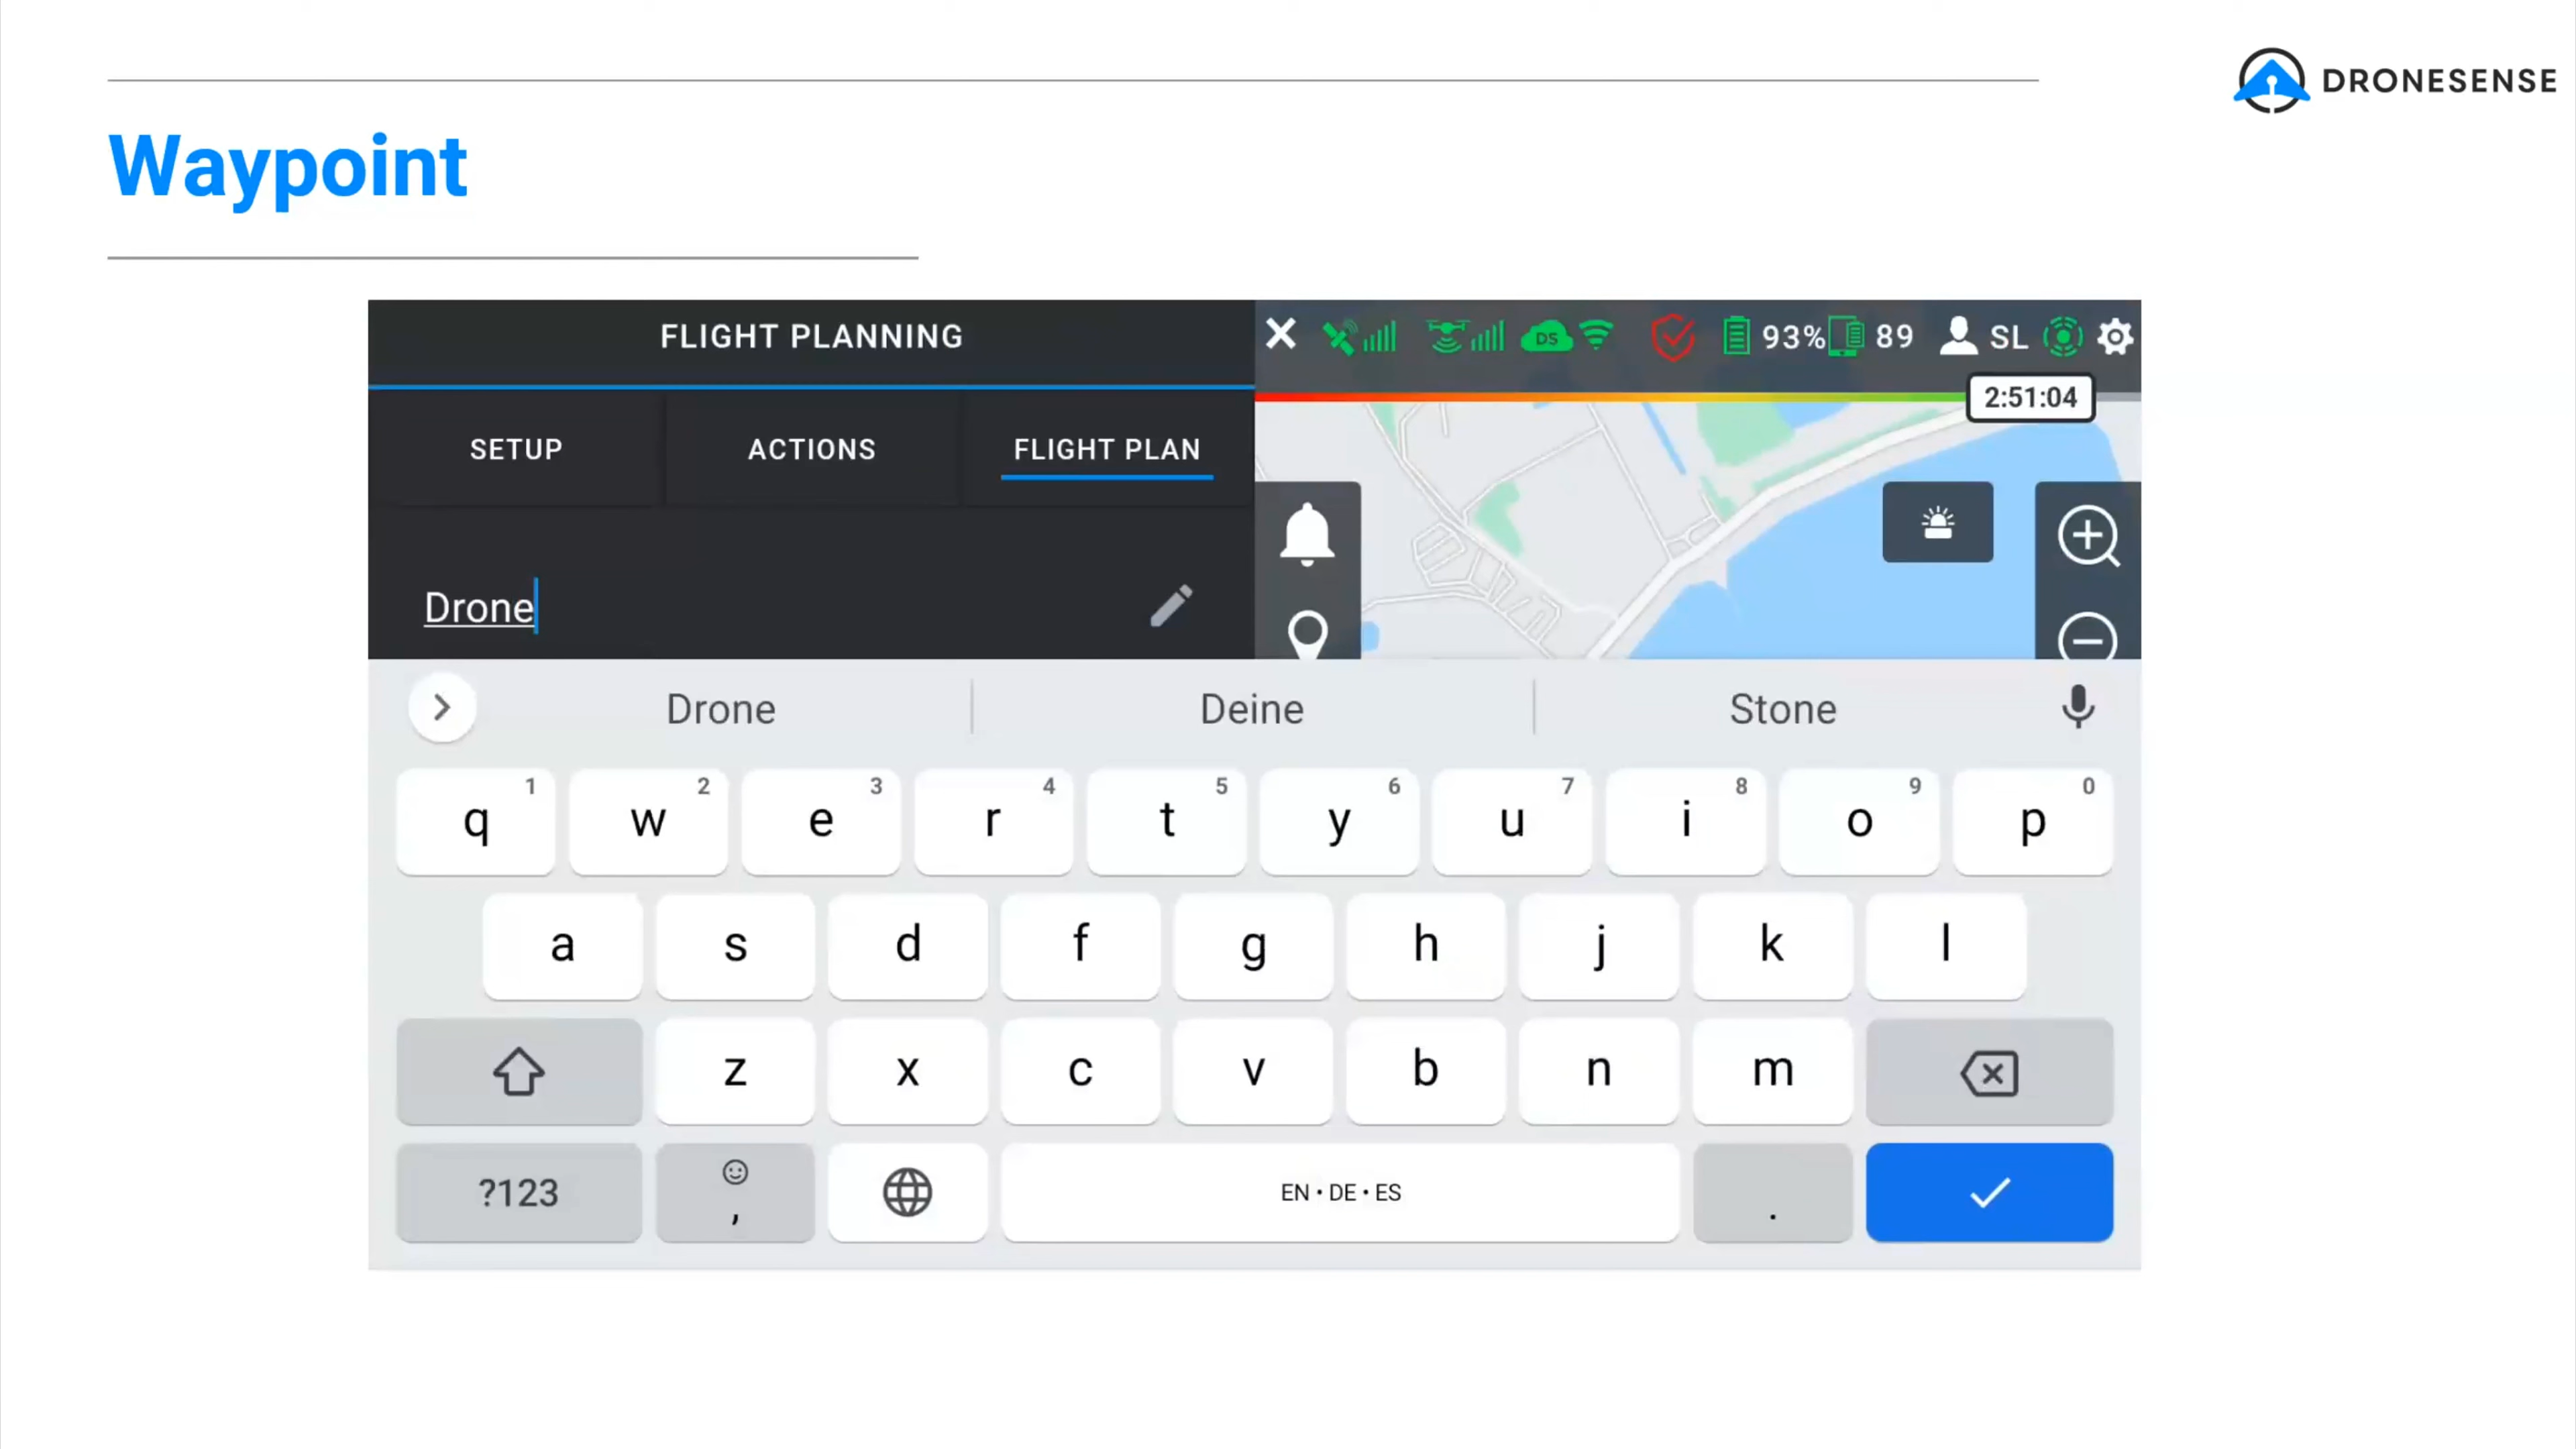 DRONESENSE
Waypoint
FLIGHT PLANNING
DS
93%
89
SL
2:51:04
SETUP
ACTIONS
FLIGHT PLAN
Drone
Drone
Deine
Stone
q 1 w 2 e 3 r 4 t 5 y 6 u 7 i 8 o 9 p 0
a s d f g h j k l
z x c v b n m
?123 , EN • DE • ES .